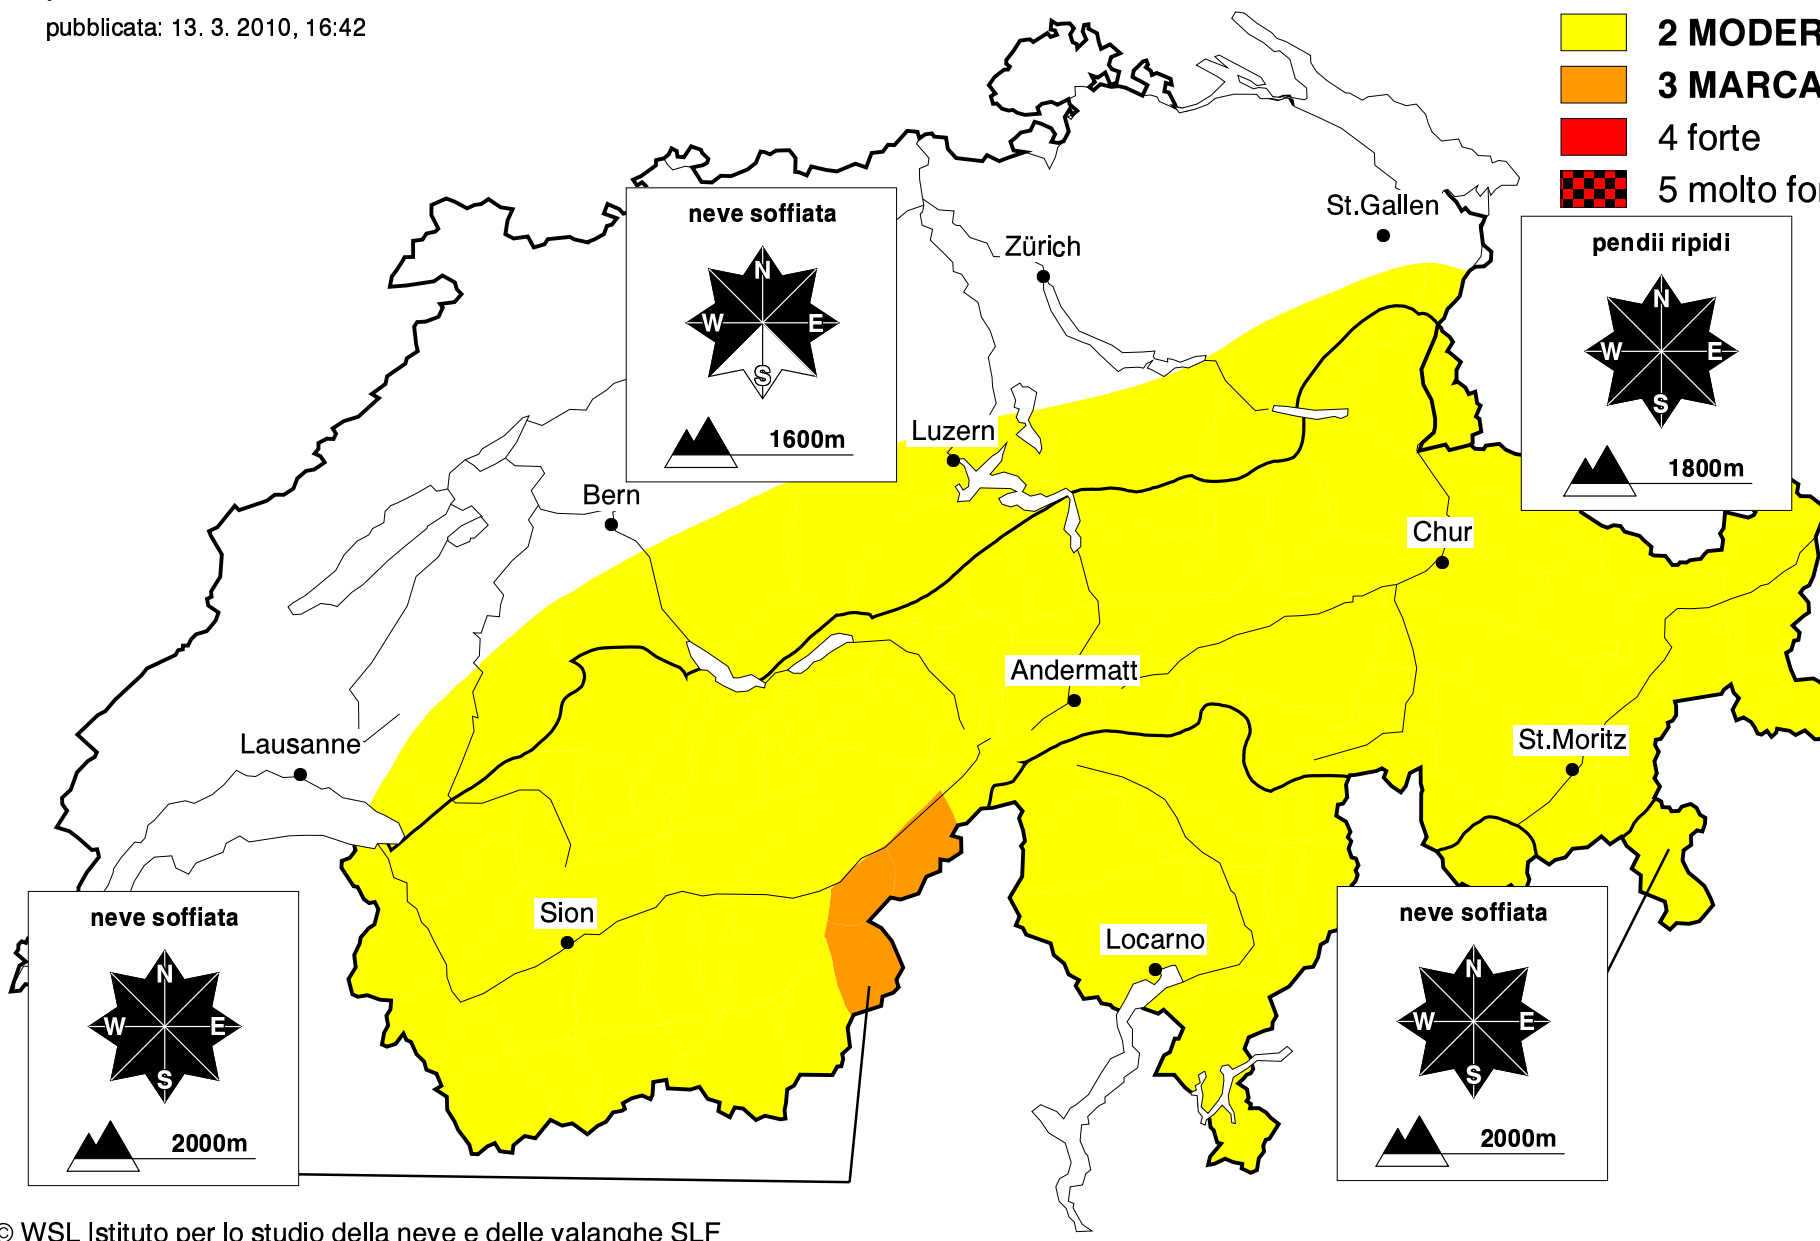 pubblicata: 13. 3. 2010, 16:42
2 MODER
3 MARCA
4 forte
5 molto for
neve soffiata
N
W E
S
1600m
St.Gallen
Zürich
pendii ripidi
N
W E
S
1800m
Luzern
Bern
Chur
Andermatt
Lausanne
St.Moritz
Sion
Locarno
neve soffiata
N
W E
S
2000m
neve soffiata
N
W E
S
2000m
© WSL Istituto per lo studio della neve e delle valanghe SLF